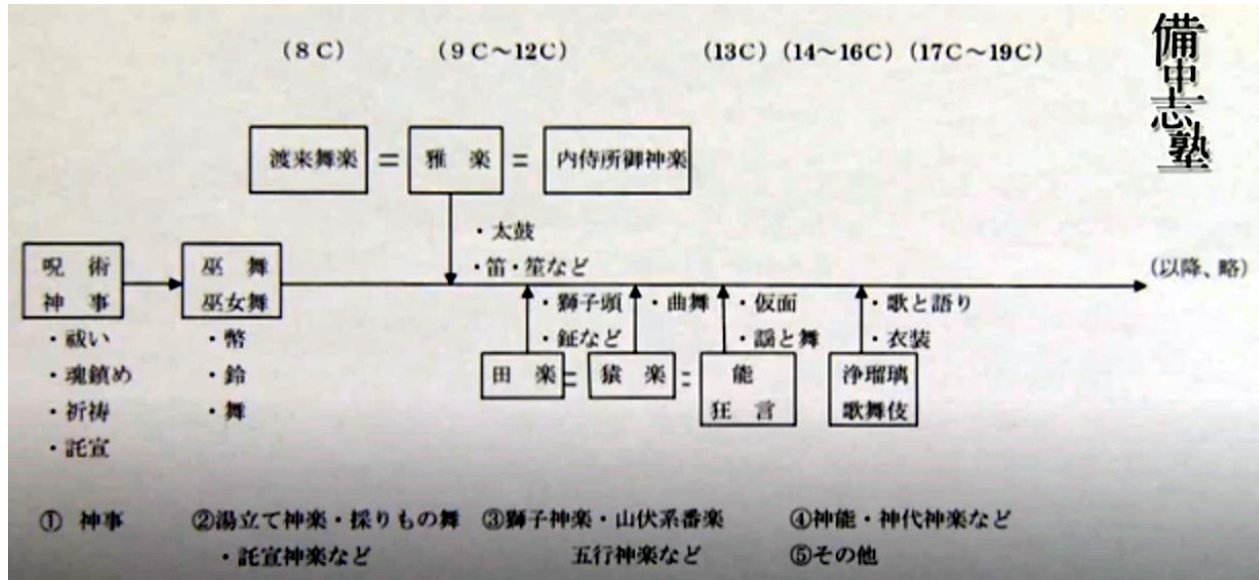 (8C) (9C～12C) (13C) (14～16C) (17C～19C)
備中志塾
渡来舞楽 = 雅楽 = 内侍所御神楽
・太鼓
・笛・笙など
呪術
神事
巫舞
巫女舞
(以降、略)
・祓い
・魂鎮め
・祈祷
・託宣
・幣
・鈴
・舞
・獅子頭
・鉦など
・曲舞
・仮面
・謡と舞
・歌と語り
・衣装
田楽 = 猿楽 = 能
狂言
浄瑠璃
歌舞伎
① 神事
②湯立て神楽・採りもの舞
・託宣神楽など
③獅子神楽・山伏系番楽
五行神楽など
④神能・神代神楽など
⑤その他